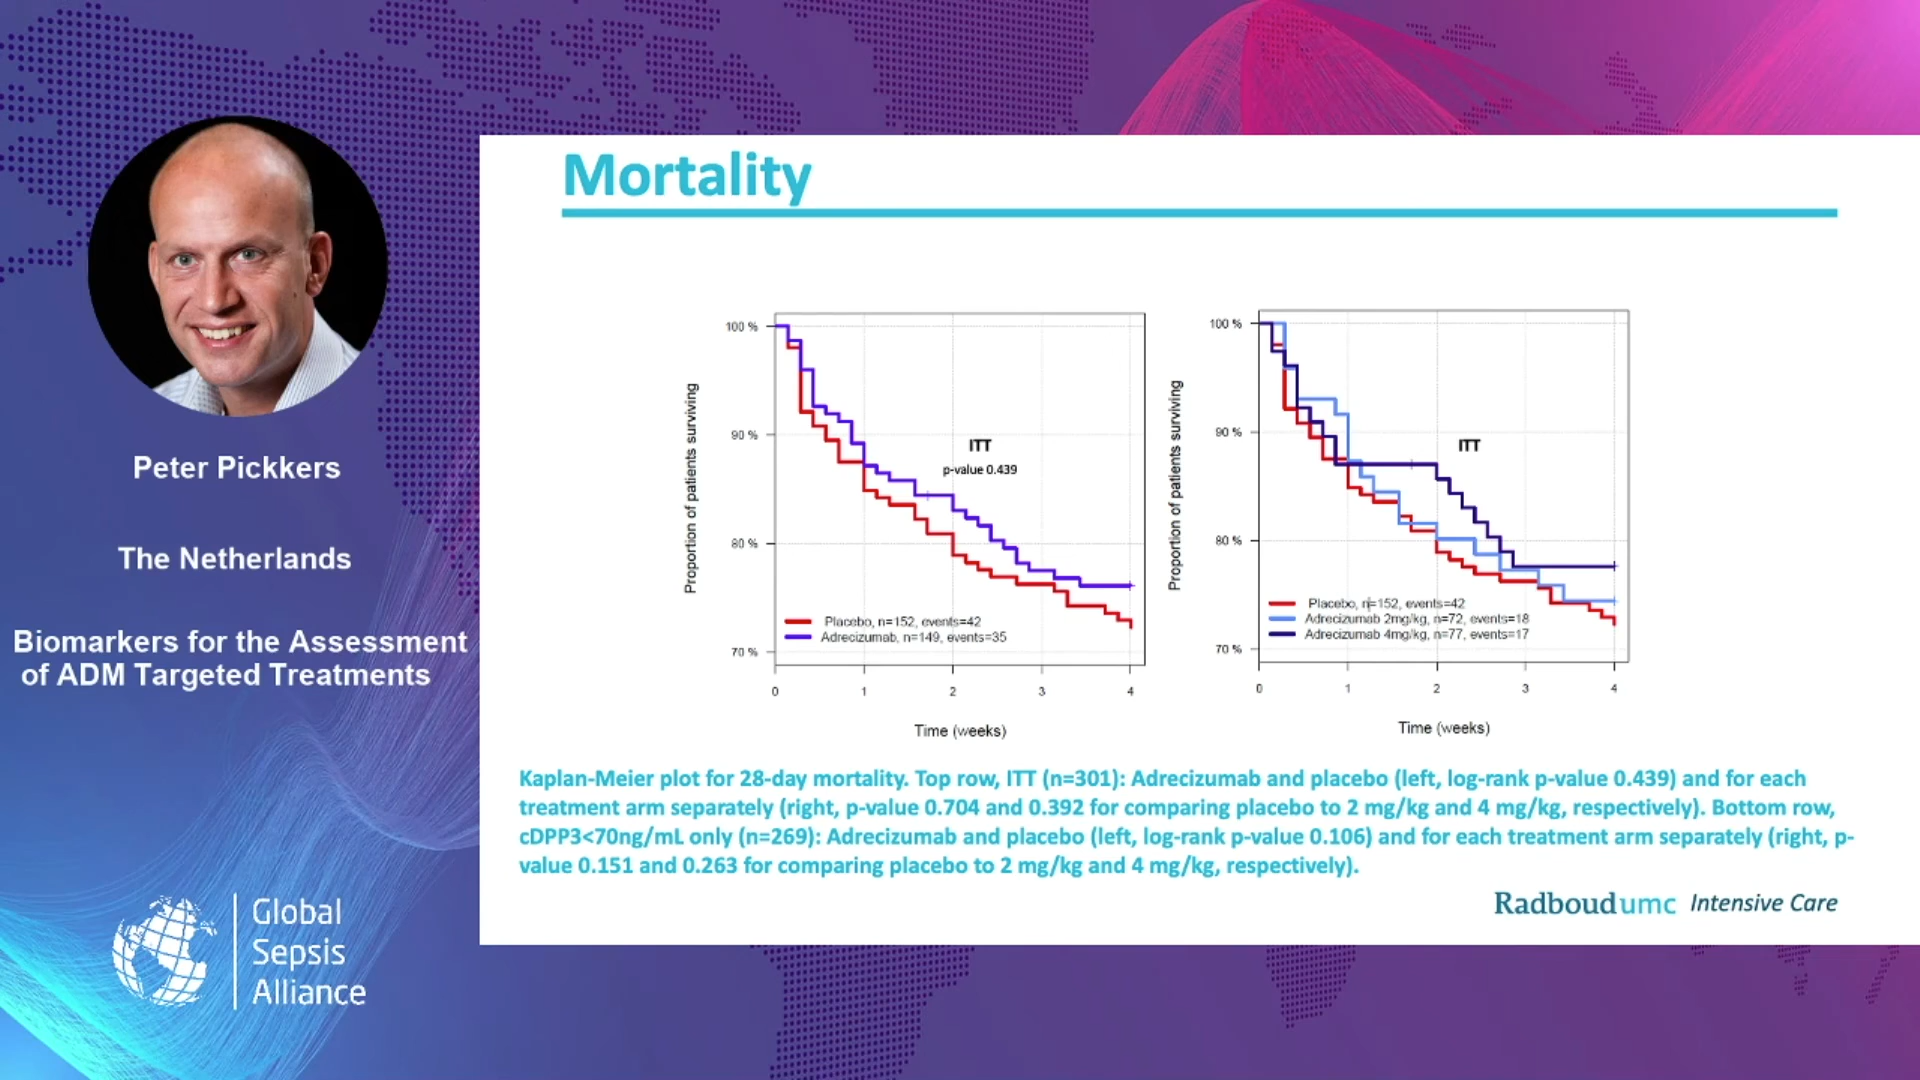 Peter Pickkers
The Netherlands
Biomarkers for the Assessment
of ADM Targeted Treatments
Global
Sepsis
Alliance
Mortality
Proportion of patients surviving
100 %
90 %
80 %
70 %
ITT
p-value 0.439
Placebo, n=152, events=42
Adrecizumab, n=149, events=35
0 1 2 3 4
Time (weeks)
Proportion of patients surviving
100 %
90 %
80 %
70 %
ITT
Placebo, n=152, events=42
Adrecizumab 2mg/kg, n=72, events=18
Adrecizumab 4mg/kg, n=77, events=17
0 1 2 3 4
Time (weeks)
Kaplan-Meier plot for 28-day mortality. Top row, ITT (n=301): Adrecizumab and placebo (left, log-rank p-value 0.439) and for each
treatment arm separately (right, p-value 0.704 and 0.392 for comparing placebo to 2 mg/kg and 4 mg/kg, respectively). Bottom row,
cDPP3<70ng/mL only (n=269): Adrecizumab and placebo (left, log-rank p-value 0.106) and for each treatment arm separately (right, p-
value 0.151 and 0.263 for comparing placebo to 2 mg/kg and 4 mg/kg, respectively).
Radboudumc Intensive Care